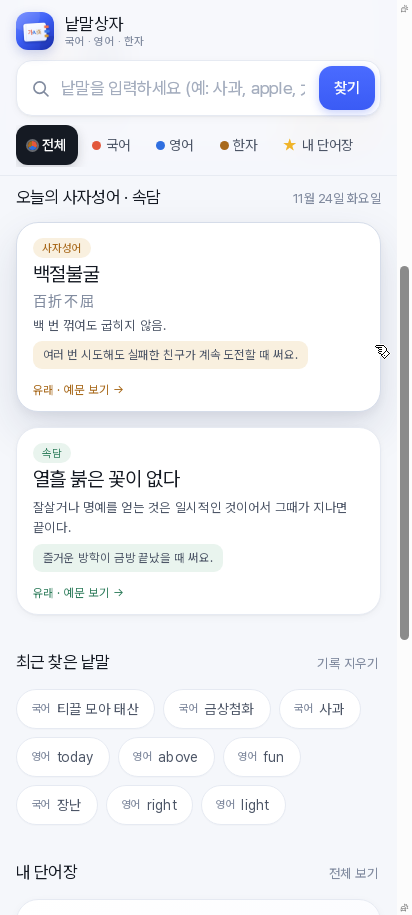 낱말상자
국어 · 영어 · 한자
낱말을 입력하세요 (예: 사과, apple,
찾기
전체
국어
영어
한자
내 단어장
오늘의 사자성어 · 속담
11월 24일 화요일
사자성어
백절불굴
百折不屈
백 번 꺾여도 굽히지 않음.
여러 번 시도해도 실패한 친구가 계속 도전할 때 써요.
유래 · 예문 보기 →
속담
열흘 붉은 꽃이 없다
잘살거나 명예를 얻는 것은 일시적인 것이어서 그때가 지나면
끝이다.
즐거운 방학이 금방 끝났을 때 써요.
유래 · 예문 보기 →
최근 찾은 낱말
기록 지우기
국어 티끌 모아 태산
국어 금상첨화
국어 사과
영어 today
영어 above
영어 fun
국어 장난
영어 right
영어 light
내 단어장
전체 보기